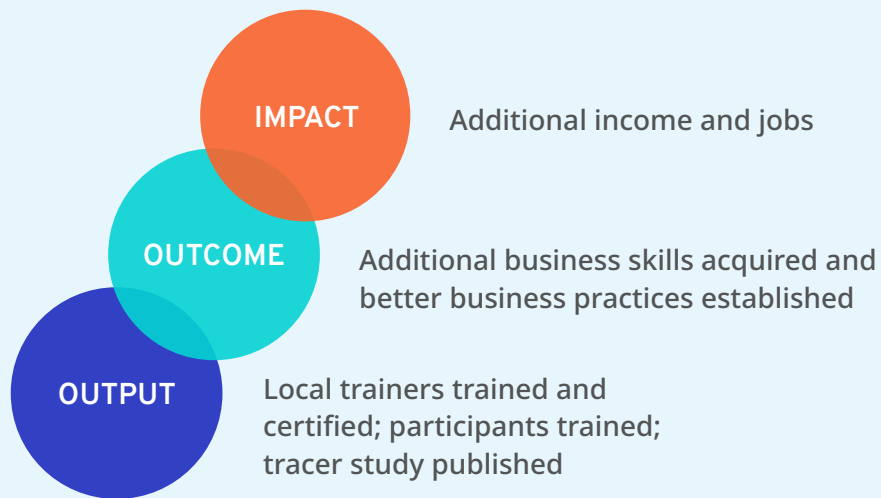 IMPACT
Additional income and jobs
OUTCOME
Additional business skills acquired and
better business practices established
OUTPUT
Local trainers trained and
certified; participants trained;
tracer study published